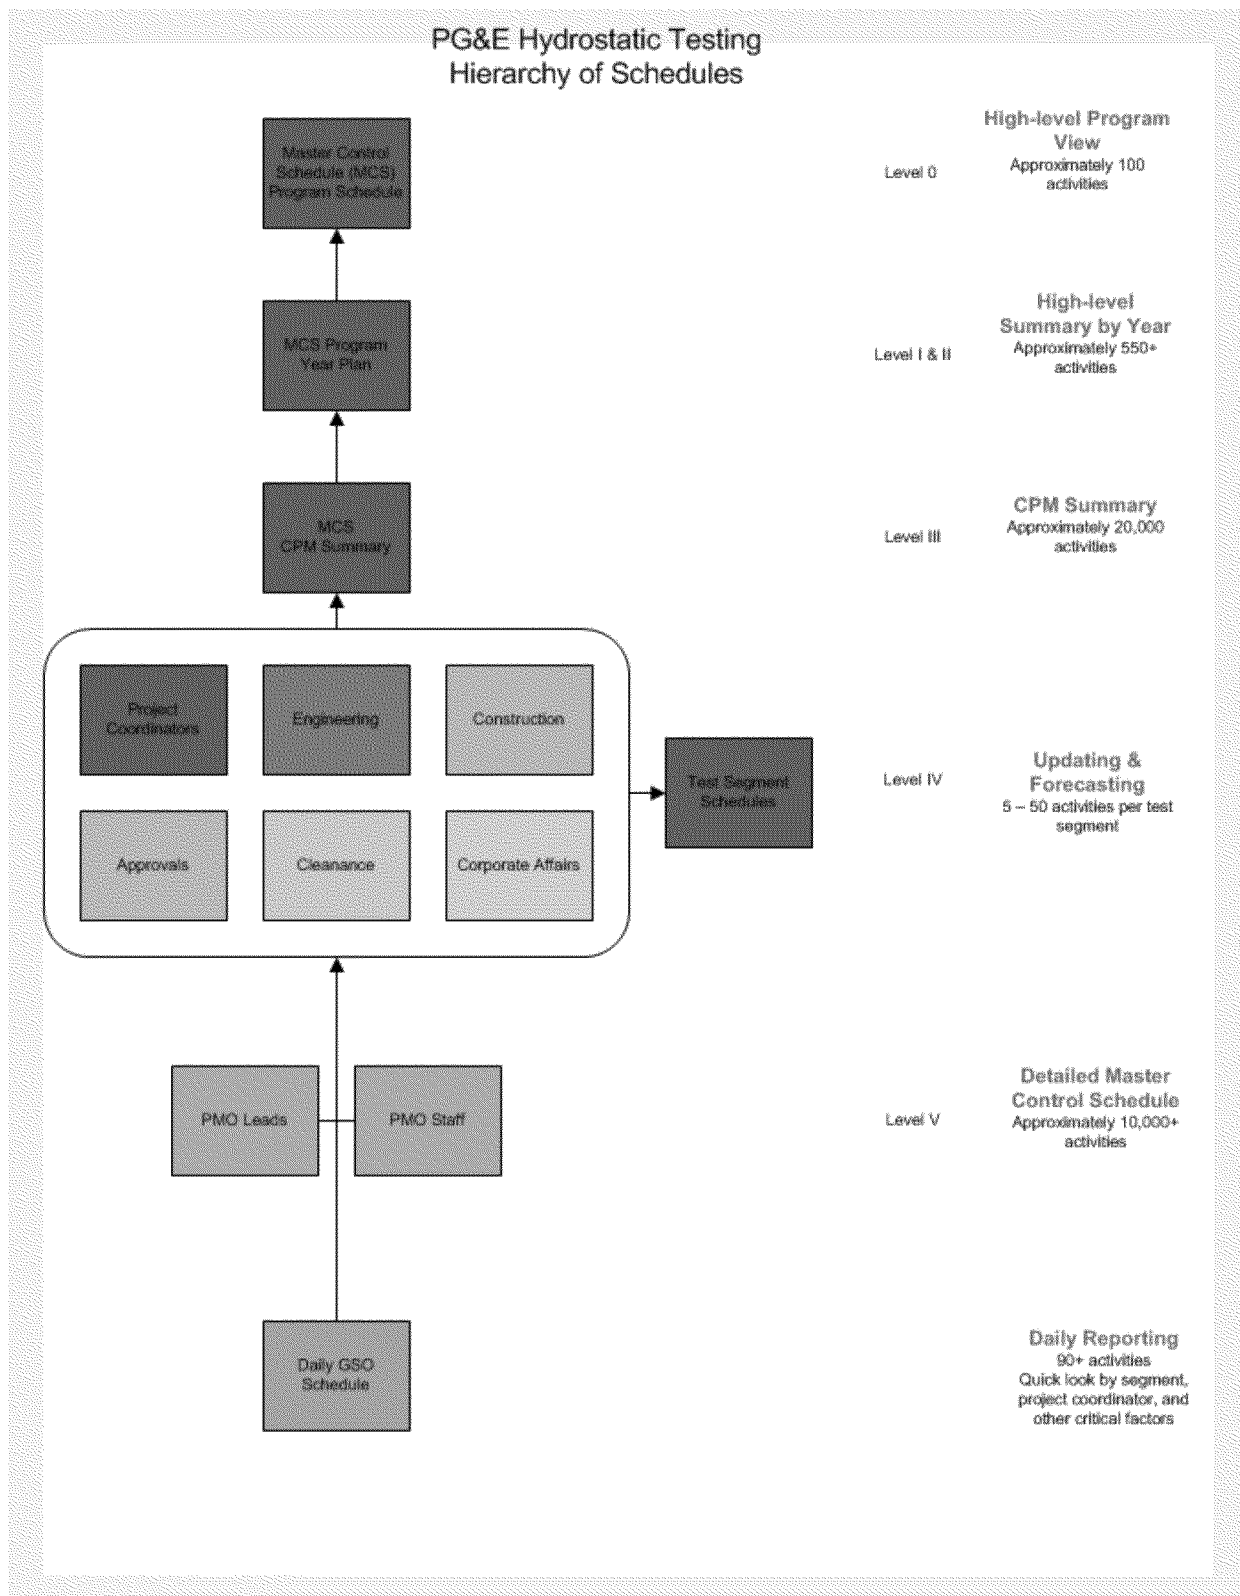 PG&E Hydrostatic Testing
Hierarchy of Schedules
Master Control
Schedule (MCS)
Program Schedule
Level 0
High-level Program
View
Approximately 100
activities
MCS Program
Year Plan
Level I & II
High-level
Summary by Year
Approximately 550+
activities
MCS
CPM Summary
Level III
CPM Summary
Approximately 20,000
activities
Project
Coordinators
Engineering
Construction
Approvals
Cleanance
Corporate Affairs
Test Segment
Schedules
Level IV
Updating &
Forecasting
5 – 50 activities per test
segment
PMO Leads
PMO Staff
Level V
Detailed Master
Control Schedule
Approximately 10,000+
activities
Daily GSO
Schedule
Daily Reporting
90+ activities
Quick look by segment,
project coordinator, and
other critical factors